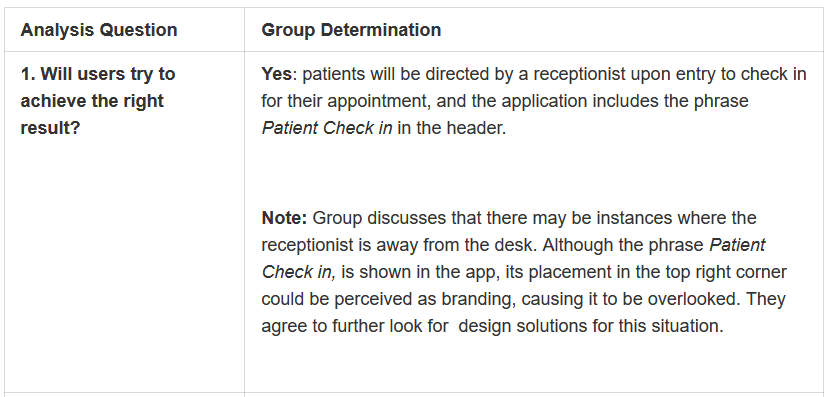 Analysis Question
Group Determination
1. Will users try to
achieve the right
result?
Yes: patients will be directed by a receptionist upon entry to check in
for their appointment, and the application includes the phrase
Patient Check in in the header.
Note: Group discusses that there may be instances where the
receptionist is away from the desk. Although the phrase Patient
Check in, is shown in the app, its placement in the top right corner
could be perceived as branding, causing it to be overlooked. They
agree to further look for  design solutions for this situation.